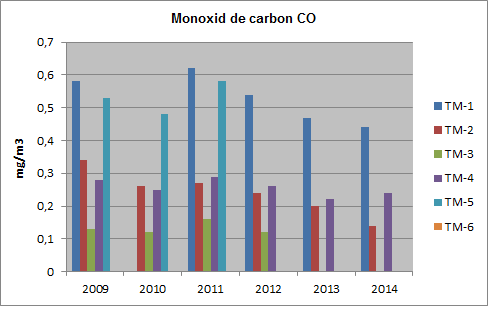 Monoxid de carbon CO
mg/m3
0,7
0,6
0,5
0,4
0,3
0,2
0,1
0
2009 2010 2011 2012 2013 2014
TM-1
TM-2
TM-3
TM-4
TM-5
TM-6